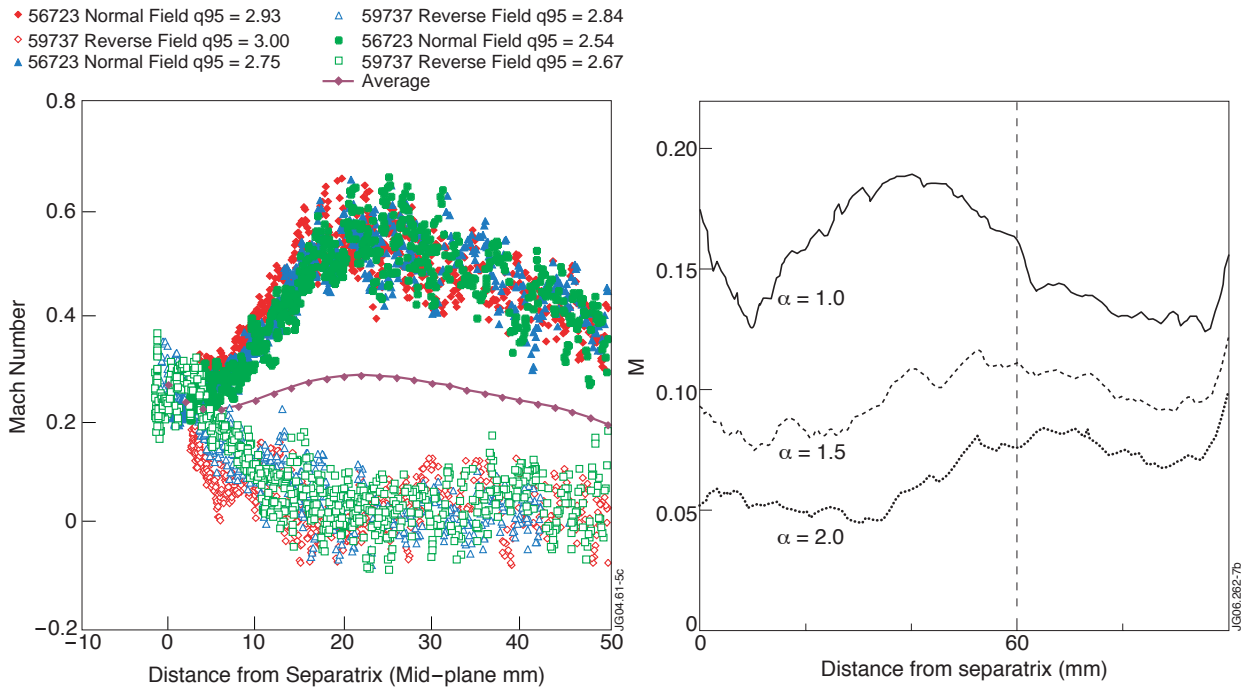 56723 Normal Field q95 = 2.93
59737 Reverse Field q95 = 3.00
56723 Normal Field q95 = 2.75
59737 Reverse Field q95 = 2.84
56723 Normal Field q95 = 2.54
59737 Reverse Field q95 = 2.67
Average
0.8
0.6
0.4
0.2
0
−0.2
Mach Number
−10
0
10
20
30
40
50
Distance from Separatrix (Mid−plane mm)
JG04.61-5c
0.20
0.15
0.10
0.05
0
M
α = 1.0
α = 1.5
α = 2.0
0
60
Distance from separatrix (mm)
JG06.262-7b